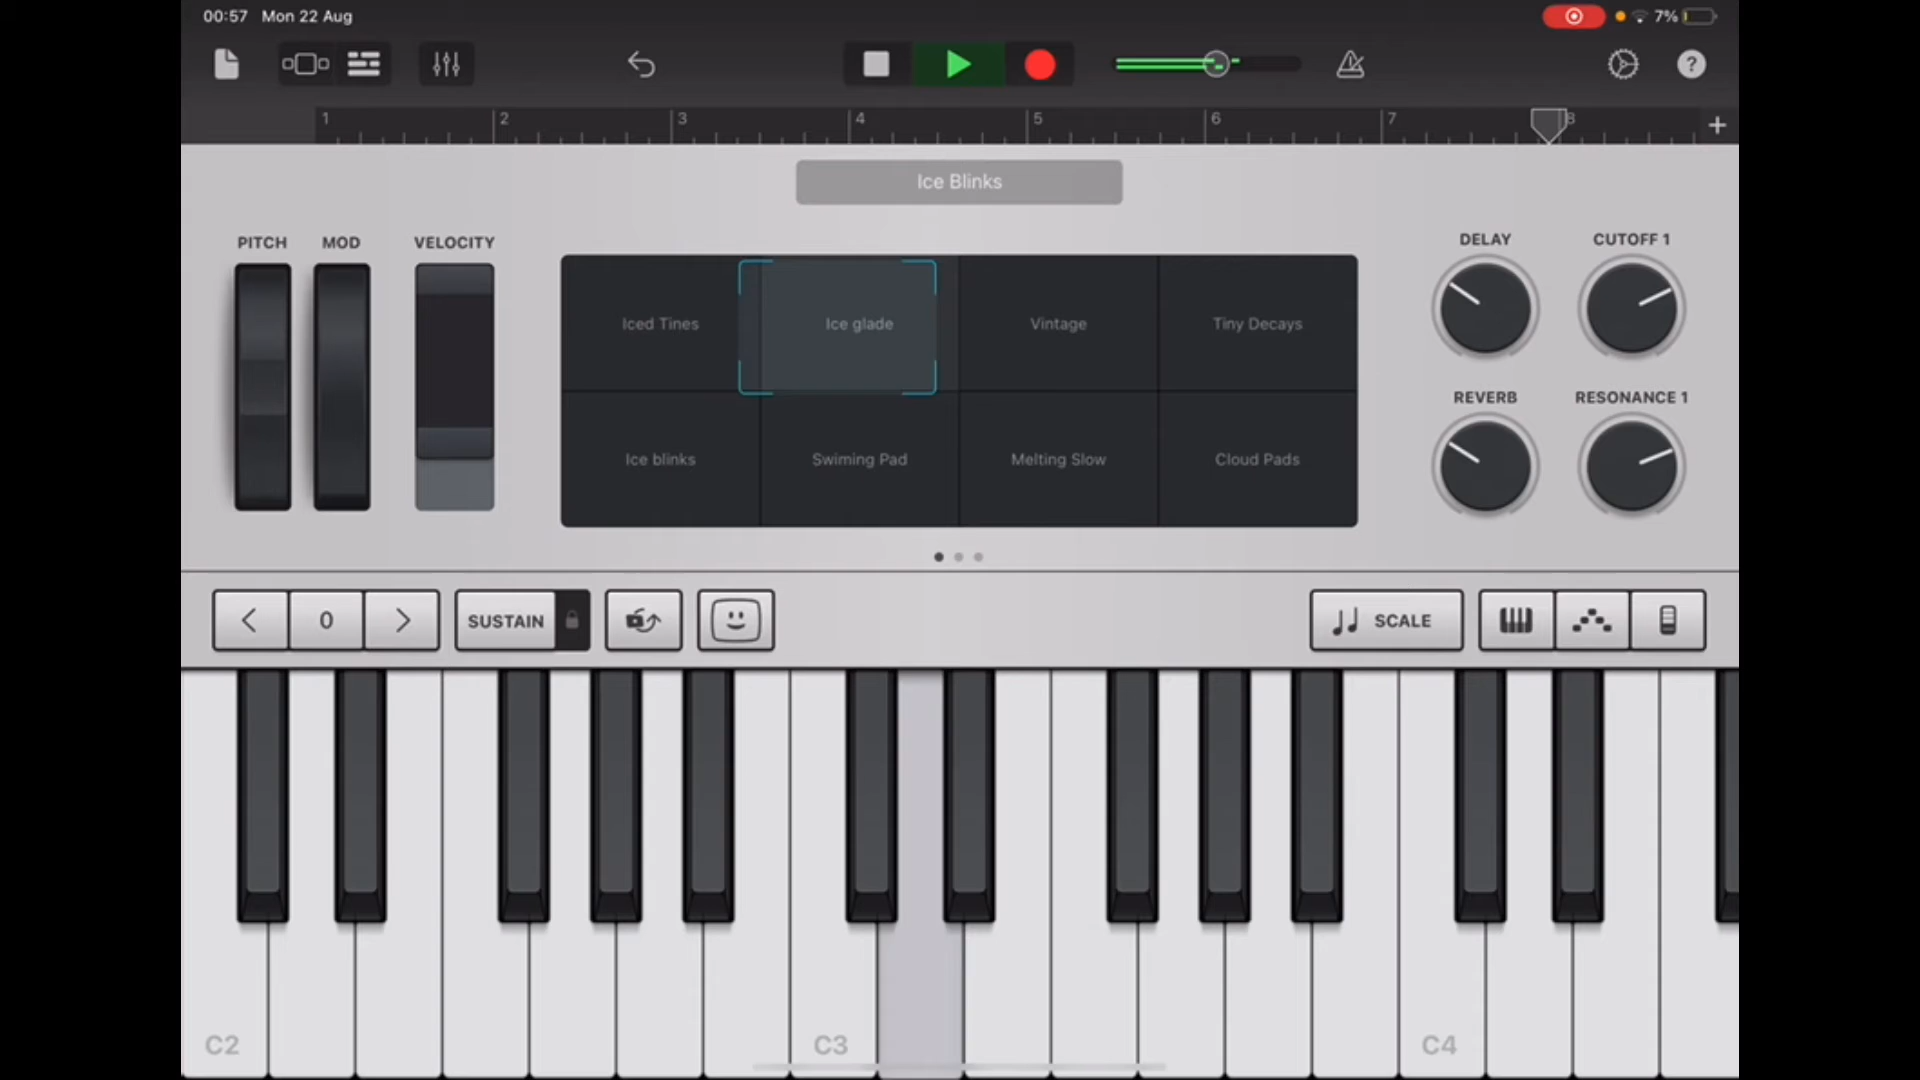 00:57 Mon 22 Aug
7%
?
1 2 3 4 5 6 7 8 +
Ice Blinks
PITCH MOD VELOCITY
DELAY CUTOFF 1
Iced Tines Ice glade Vintage Tiny Decays
REVERB RESONANCE 1
Ice blinks Swiming Pad Melting Slow Cloud Pads
0 SUSTAIN SCALE
C2 C3 C4